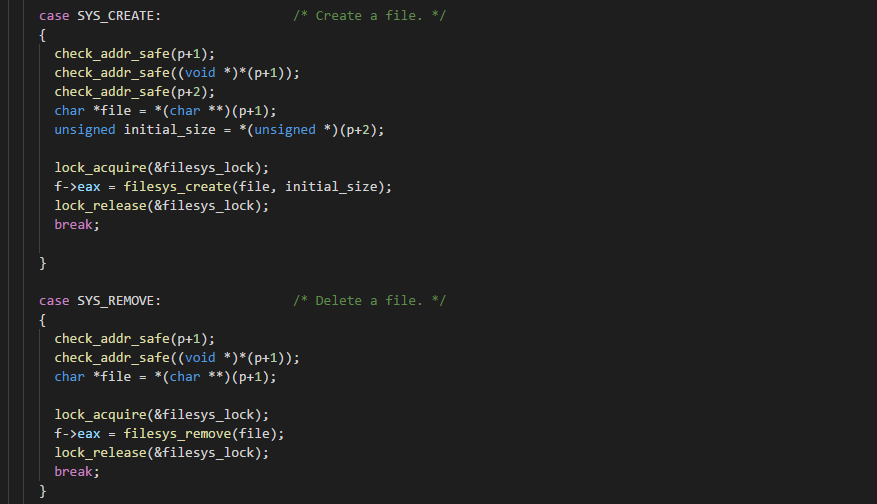 case SYS_CREATE: /* Create a file. */
{
check_addr_safe(p+1);
check_addr_safe((void *)*(p+1));
check_addr_safe(p+2);
char *file = *(char **)(p+1);
unsigned initial_size = *(unsigned *)(p+2);
lock_acquire(&filesys_lock);
f->eax = filesys_create(file, initial_size);
lock_release(&filesys_lock);
break;
}
case SYS_REMOVE: /* Delete a file. */
{
check_addr_safe(p+1);
check_addr_safe((void *)*(p+1));
char *file = *(char **)(p+1);
lock_acquire(&filesys_lock);
f->eax = filesys_remove(file);
lock_release(&filesys_lock);
break;
}